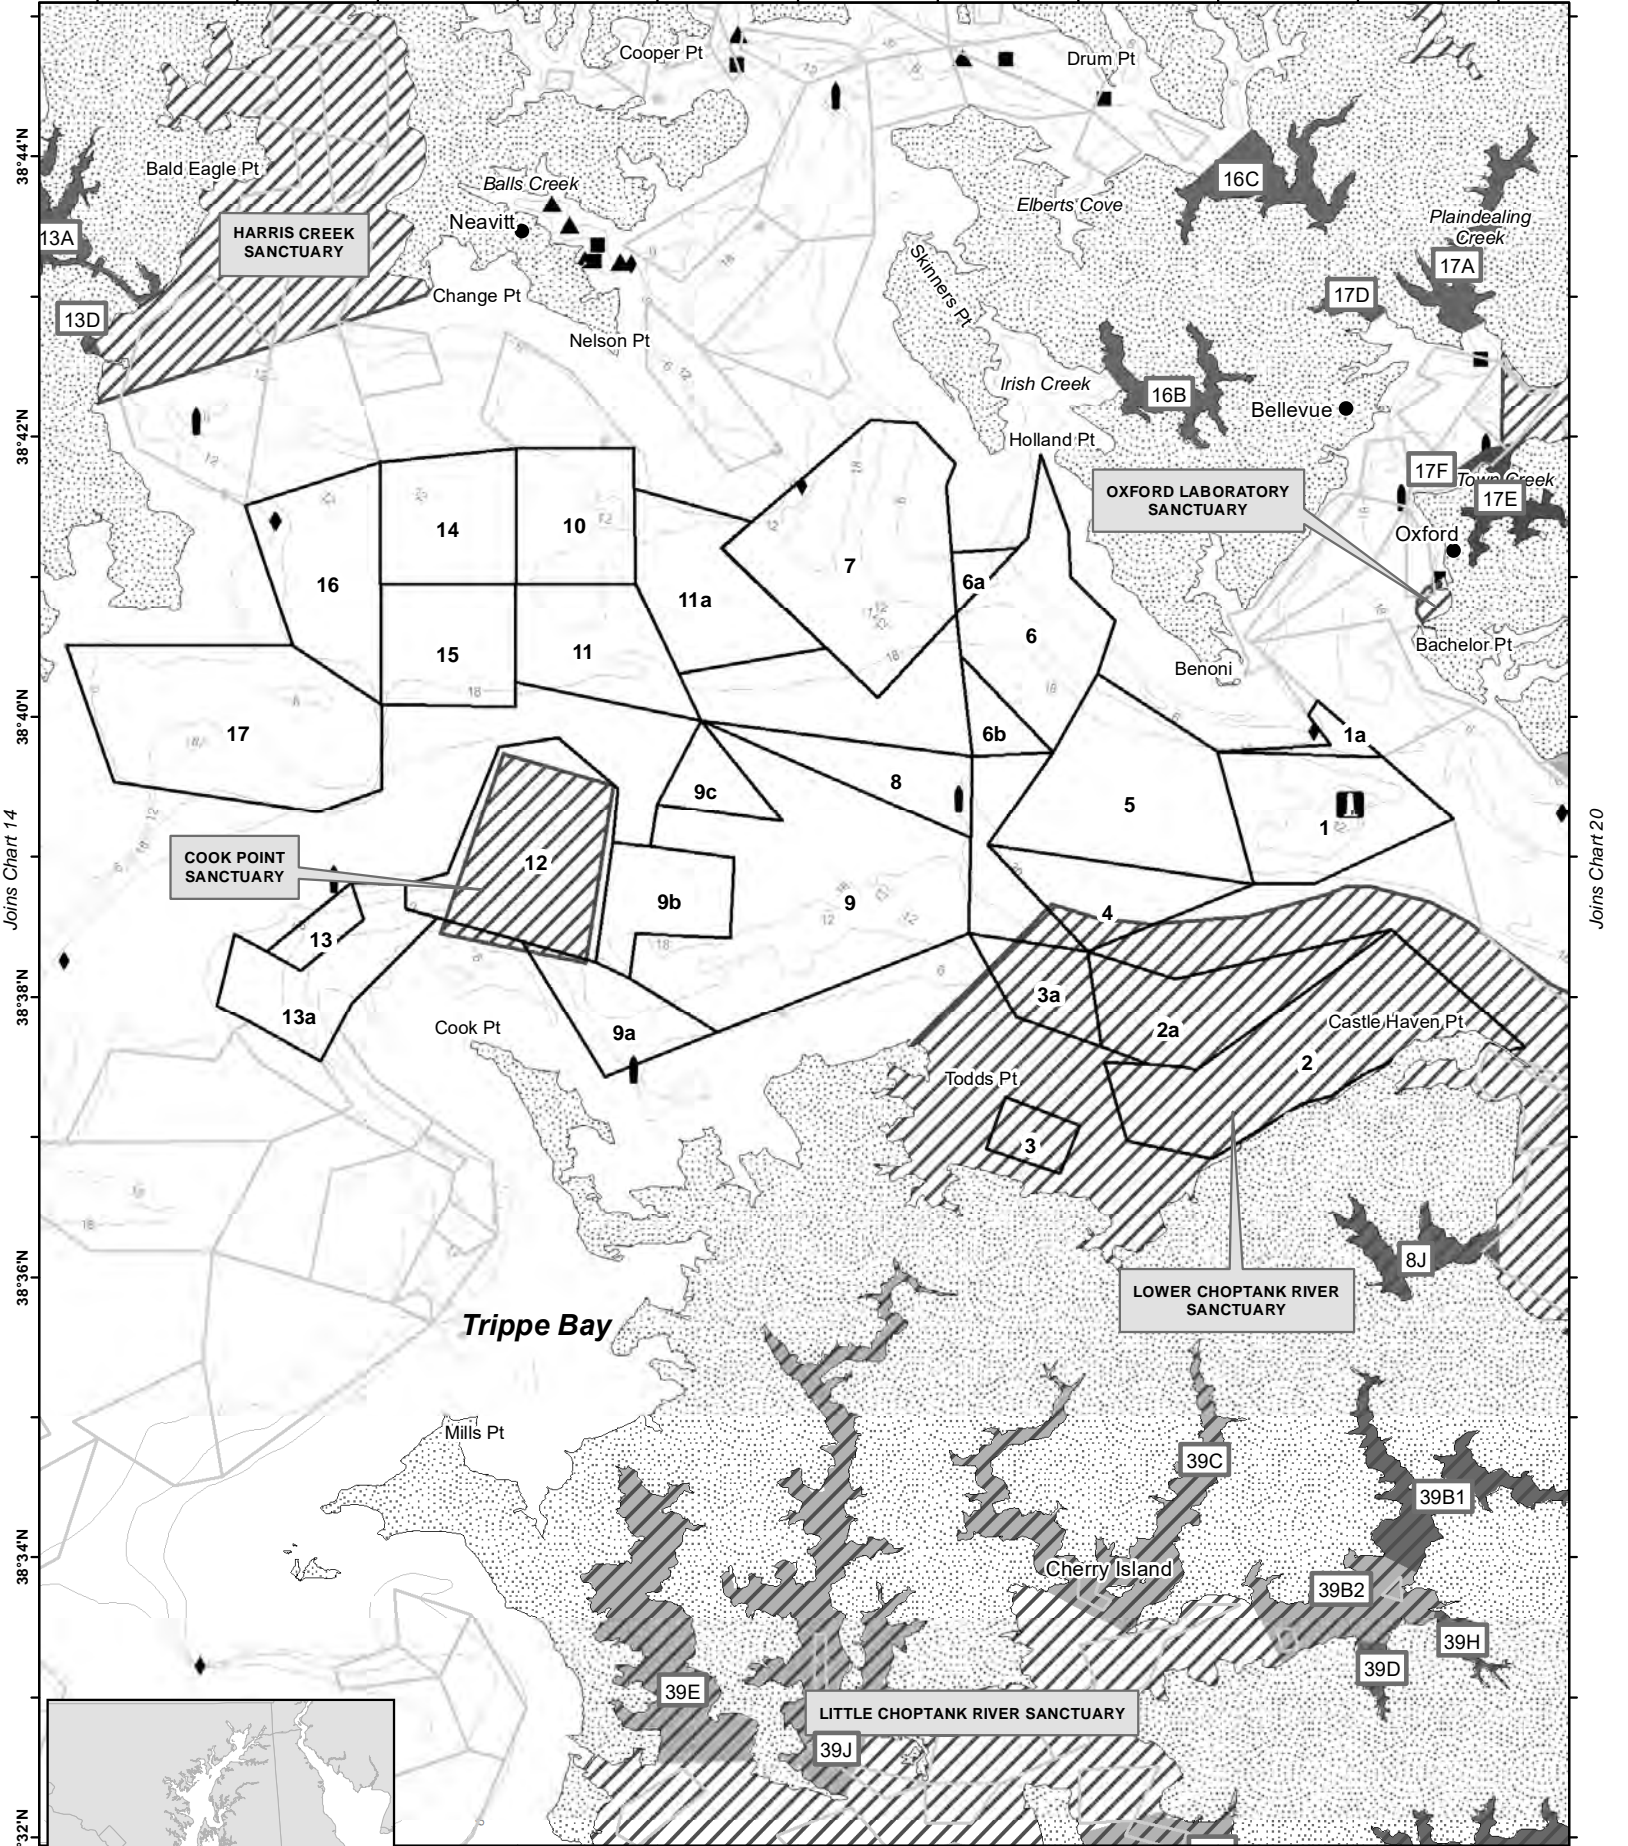 Cooper Pt
Drum Pt
38°44'N
Bald Eagle Pt
Balls Creek
16C
Elberts Cove
Plaindealing
Creek
Neavitt
13A
HARRIS CREEK
SANCTUARY
17A
Skinners Pt
17D
Change Pt
13D
Nelson Pt
Irish Creek
16B
Bellevue
38°42'N
Holland Pt
17F
Town Creek
OXFORD LABORATORY
SANCTUARY
17E
14
10
Oxford
7
16
6a
11a
6
15
11
Bachelor Pt
Benoni
38°40'N
17
6b
1a
8
9c
5
1
Joins Chart 14
Joins Chart 20
COOK POINT
SANCTUARY
12
9b
9
4
13
38°38'N
3a
13a
Cook Pt
9a
2a
Castle Haven Pt
2
Todds Pt
3
8J
38°36'N
LOWER CHOPTANK RIVER
SANCTUARY
Trippe Bay
Mills Pt
39C
39B1
38°34'N
Cherry Island
39B2
39H
39D
39E
LITTLE CHOPTANK RIVER SANCTUARY
39J
38°32'N